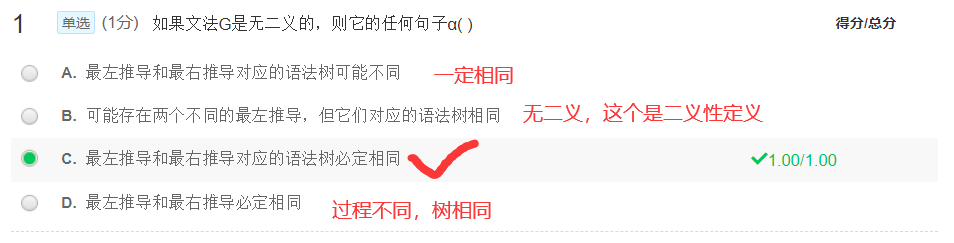 1 单选 (1分) 如果文法G是无二义的，则它的任何句子α( ) 得分/总分
A. 最左推导和最右推导对应的语法树可能不同 一定相同
B. 可能存在两个不同的最左推导，但它们对应的语法树相同 无二义，这个是二义性定义
C. 最左推导和最右推导对应的语法树必定相同 1.00/1.00
D. 最左推导和最右推导必定相同 过程不同，树相同